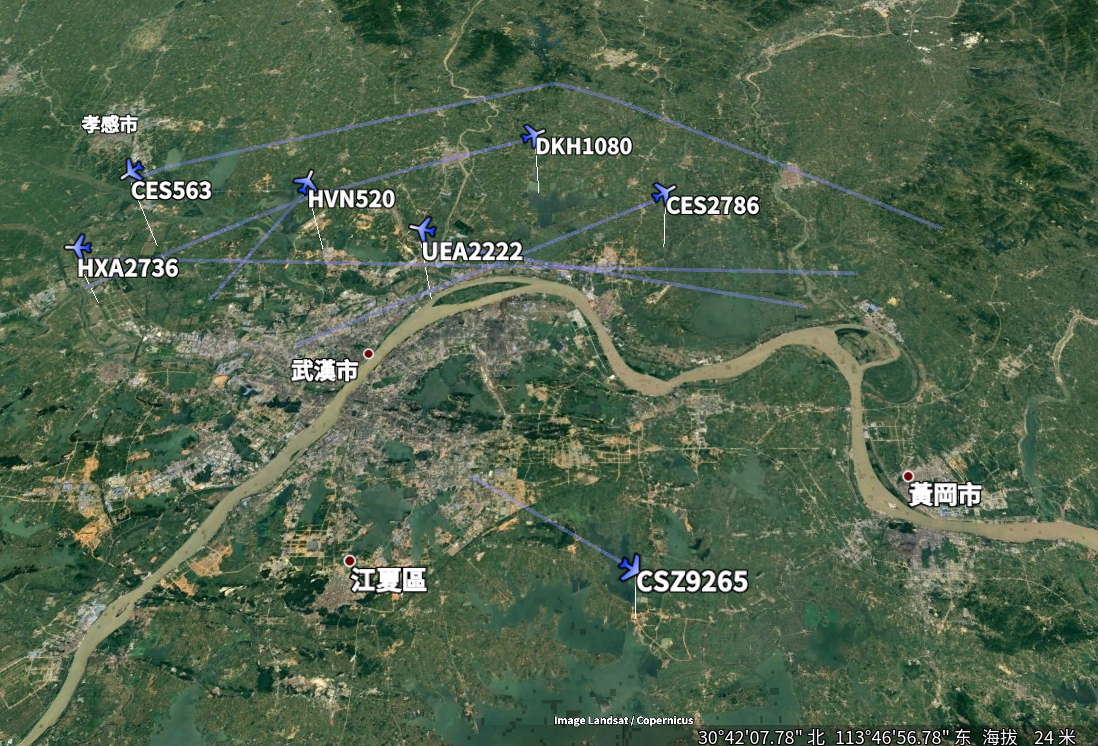 孝感市
DKH1080
CES563
HVN520
CES2786
UEA2222
HXA2736
武漢市
黃岡市
江夏區
CSZ9265
Image Landsat / Copernicus
30°42'07.78" 北 113°46'56.78" 东 海拔 24 米